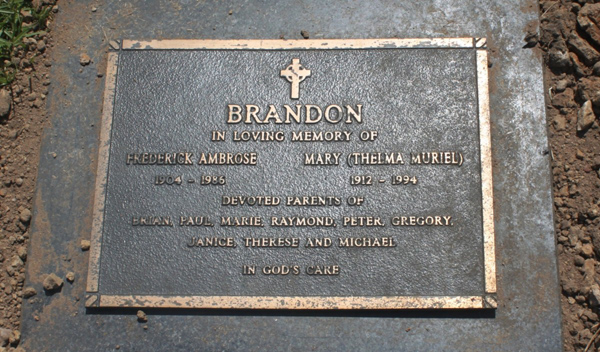 BRANDON
IN LOVING MEMORY OF
FREDERICK AMBROSE MARY (THELMA MURIEL)
1904 - 1986 1912 - 1994
DEVOTED PARENTS OF
BRIAN, PAUL, MARIE, RAYMOND, PETER, GREGORY,
JANICE, THERESE AND MICHAEL
IN GOD'S CARE